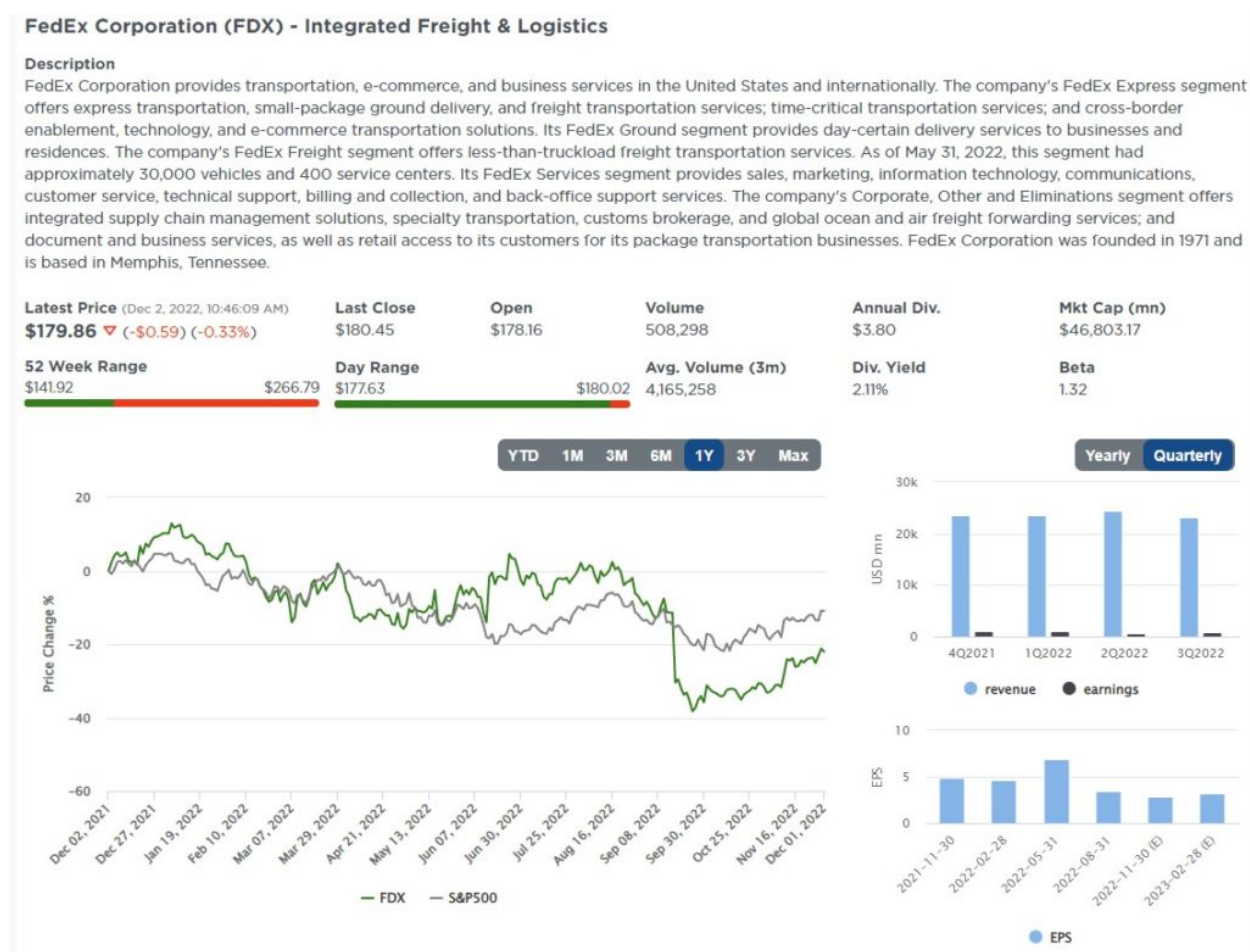 FedEx Corporation (FDX) - Integrated Freight & Logistics
Description
FedEx Corporation provides transportation, e-commerce, and business services in the United States and internationally. The company's FedEx Express segment
offers express transportation, small-package ground delivery, and freight transportation services; time-critical transportation services; and cross-border
enablement, technology, and e-commerce transportation solutions. Its FedEx Ground segment provides day-certain delivery services to businesses and
residences. The company's FedEx Freight segment offers less-than-truckload freight transportation services. As of May 31, 2022, this segment had
approximately 30,000 vehicles and 400 service centers. Its FedEx Services segment provides sales, marketing, information technology, communications,
customer service, technical support, billing and collection, and back-office support services. The company's Corporate, Other and Eliminations segment offers
integrated supply chain management solutions, specialty transportation, customs brokerage, and global ocean and air freight forwarding services; and
document and business services, as well as retail access to its customers for its package transportation businesses. FedEx Corporation was founded in 1971 and
is based in Memphis, Tennessee.
Latest Price (Dec 2, 2022, 10:46:09 AM) Last Close Open Volume Annual Div. Mkt Cap (mn)
$179.86 ▽ (-$0.59) (-0.33%) $180.45 $178.16 508,298 $3.80 $46,803.17
52 Week Range Day Range Avg. Volume (3m) Div. Yield Beta
$141.92 $266.79 $177.63 $180.02 4,165,258 2.11% 1.32
YTD 1M 3M 6M 1Y 3Y Max
Price Change %
20
0
-20
-40
-60
Dec 02, 2021 Dec 27, 2021 Jan 19, 2022 Feb 10, 2022 Mar 07, 2022 Mar 29, 2022 Apr 21, 2022 May 13, 2022 Jun 07, 2022 Jun 30, 2022 Jul 25, 2022 Aug 16, 2022 Sep 08, 2022 Sep 30, 2022 Oct 25, 2022 Nov 16, 2022 Dec 01, 2022
FDX S&P500
Yearly Quarterly
USD mn
30k
20k
10k
0
4Q2021 1Q2022 2Q2022 3Q2022
revenue earnings
EPS
10
5
0
2021-11-30 2022-02-28 2022-05-31 2022-08-31 2022-11-30 (E) 2023-02-28 (E)
EPS